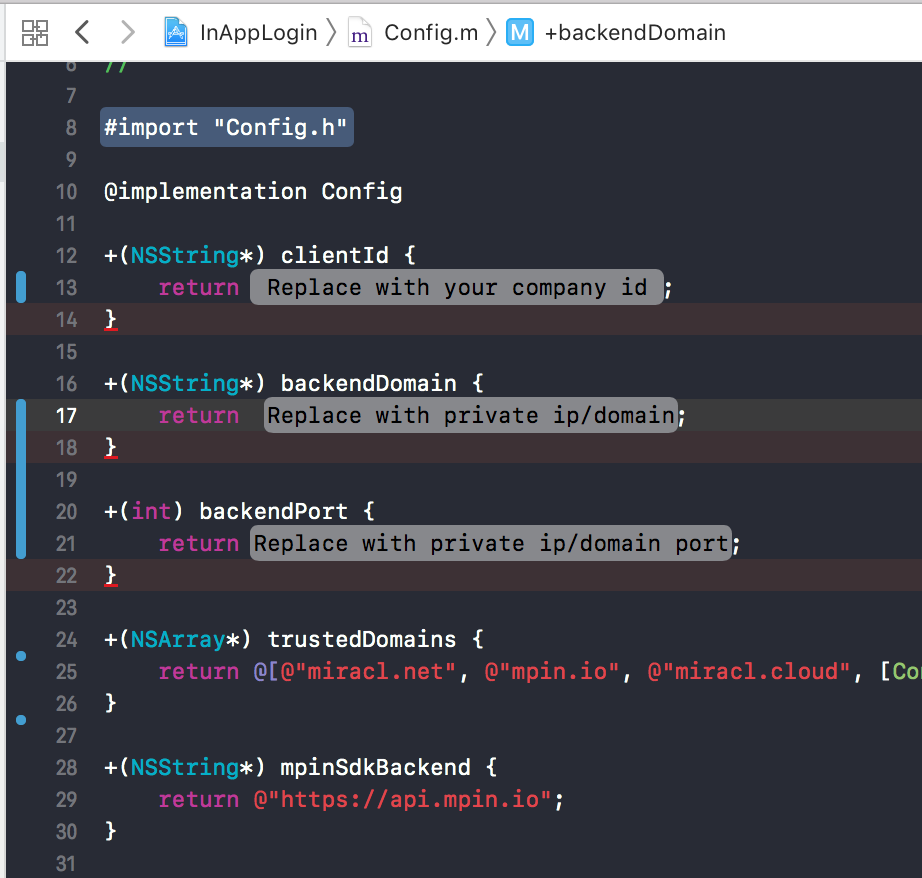 InAppLogin m Config.m M +backendDomain
6 //
7
8 #import "Config.h"
9
10 @implementation Config
11
12 +(NSString*) clientId {
13 return Replace with your company id ;
14 }
15
16 +(NSString*) backendDomain {
17 return Replace with private ip/domain;
18 }
19
20 +(int) backendPort {
21 return Replace with private ip/domain port;
22 }
23
24 +(NSArray*) trustedDomains {
25 return @[@"miracl.net", @"mpin.io", @"miracl.cloud", [
26 }
27
28 +(NSString*) mpinSdkBackend {
29 return @"https://api.mpin.io";
30 }
31